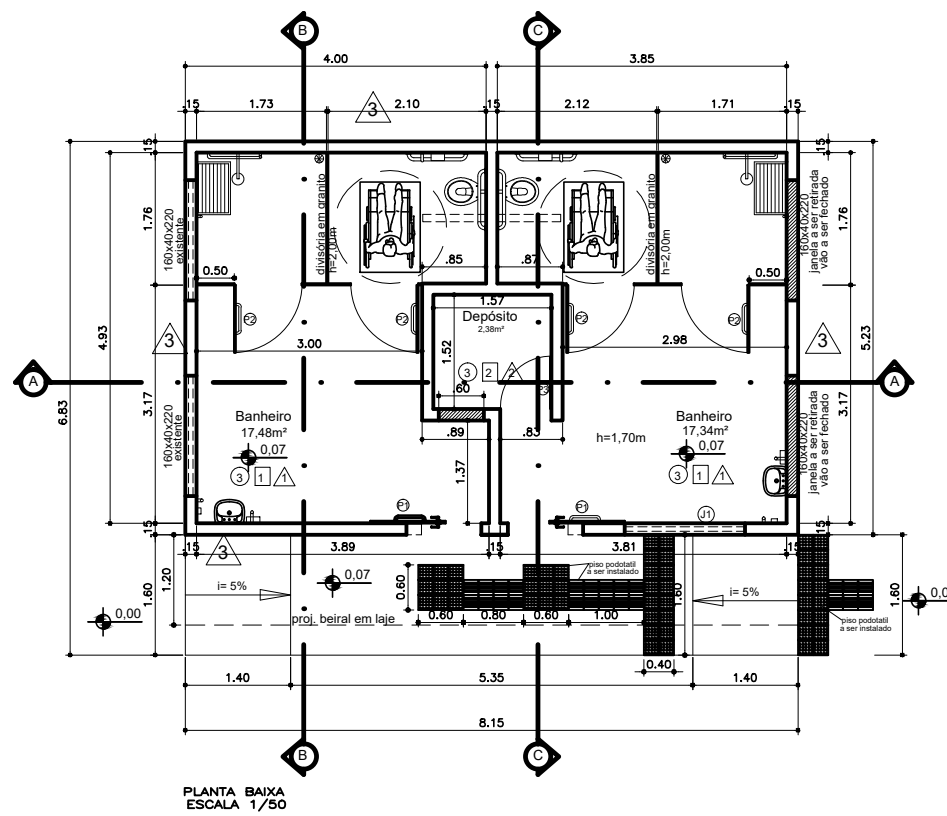 B
C
4.00
3.85
.15
1.73
3
2.10
.15
2.12
1.71
.15
.15
.15
1.76
160x40x220
existente
divisória em granito
h=2,00m
divisória em granito
h=2,00m
160x40x220
janela a ser retirada
vão a ser fechado
1.76
0.50
.85
.87
0.50
1.57
Depósito
2,38m²
P2
P2
P2
P2
4.93
3
3.00
1.52
2.98
3
5.23
3
2
2
P3
A
A
.60
6.83
3.17
160x40x220
existente
Banheiro
17,48m²
0,07
3
1
1
.89
.83
h=1,70m
1.37
Banheiro
17,34m²
0,07
3
1
1
160x40x220
janela a ser retirada
vão a ser fechado
3.17
P1
P1
J1
.15
.15
.15
3
3.89
.15
3.81
.15
1.60
1.20
i= 5%
0,07
0.60
piso podotatil
a ser instalado
1.60
i= 5%
1.60
0,00
proj. beiral em laje
0.60
0.80
0.60
1.00
piso podotatil
a ser instalado
0.40
1.40
5.35
1.40
8.15
B
C
PLANTA BAIXA
ESCALA 1/50